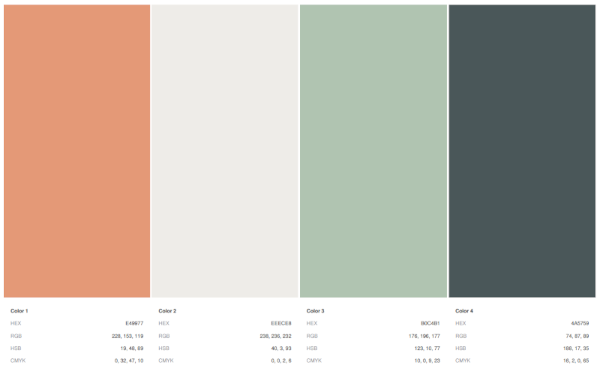 Color 1
HEX E49977
RGB 228, 153, 119
HSB 19, 48, 89
CMYK 0, 32, 47, 10
Color 2
HEX EEECE8
RGB 238, 236, 232
HSB 40, 3, 93
CMYK 0, 0, 2, 6
Color 3
HEX B0C4B1
RGB 176, 196, 177
HSB 123, 10, 77
CMYK 10, 0, 9, 23
Color 4
HEX 4A5759
RGB 74, 87, 89
HSB 188, 17, 35
CMYK 16, 2, 0, 65